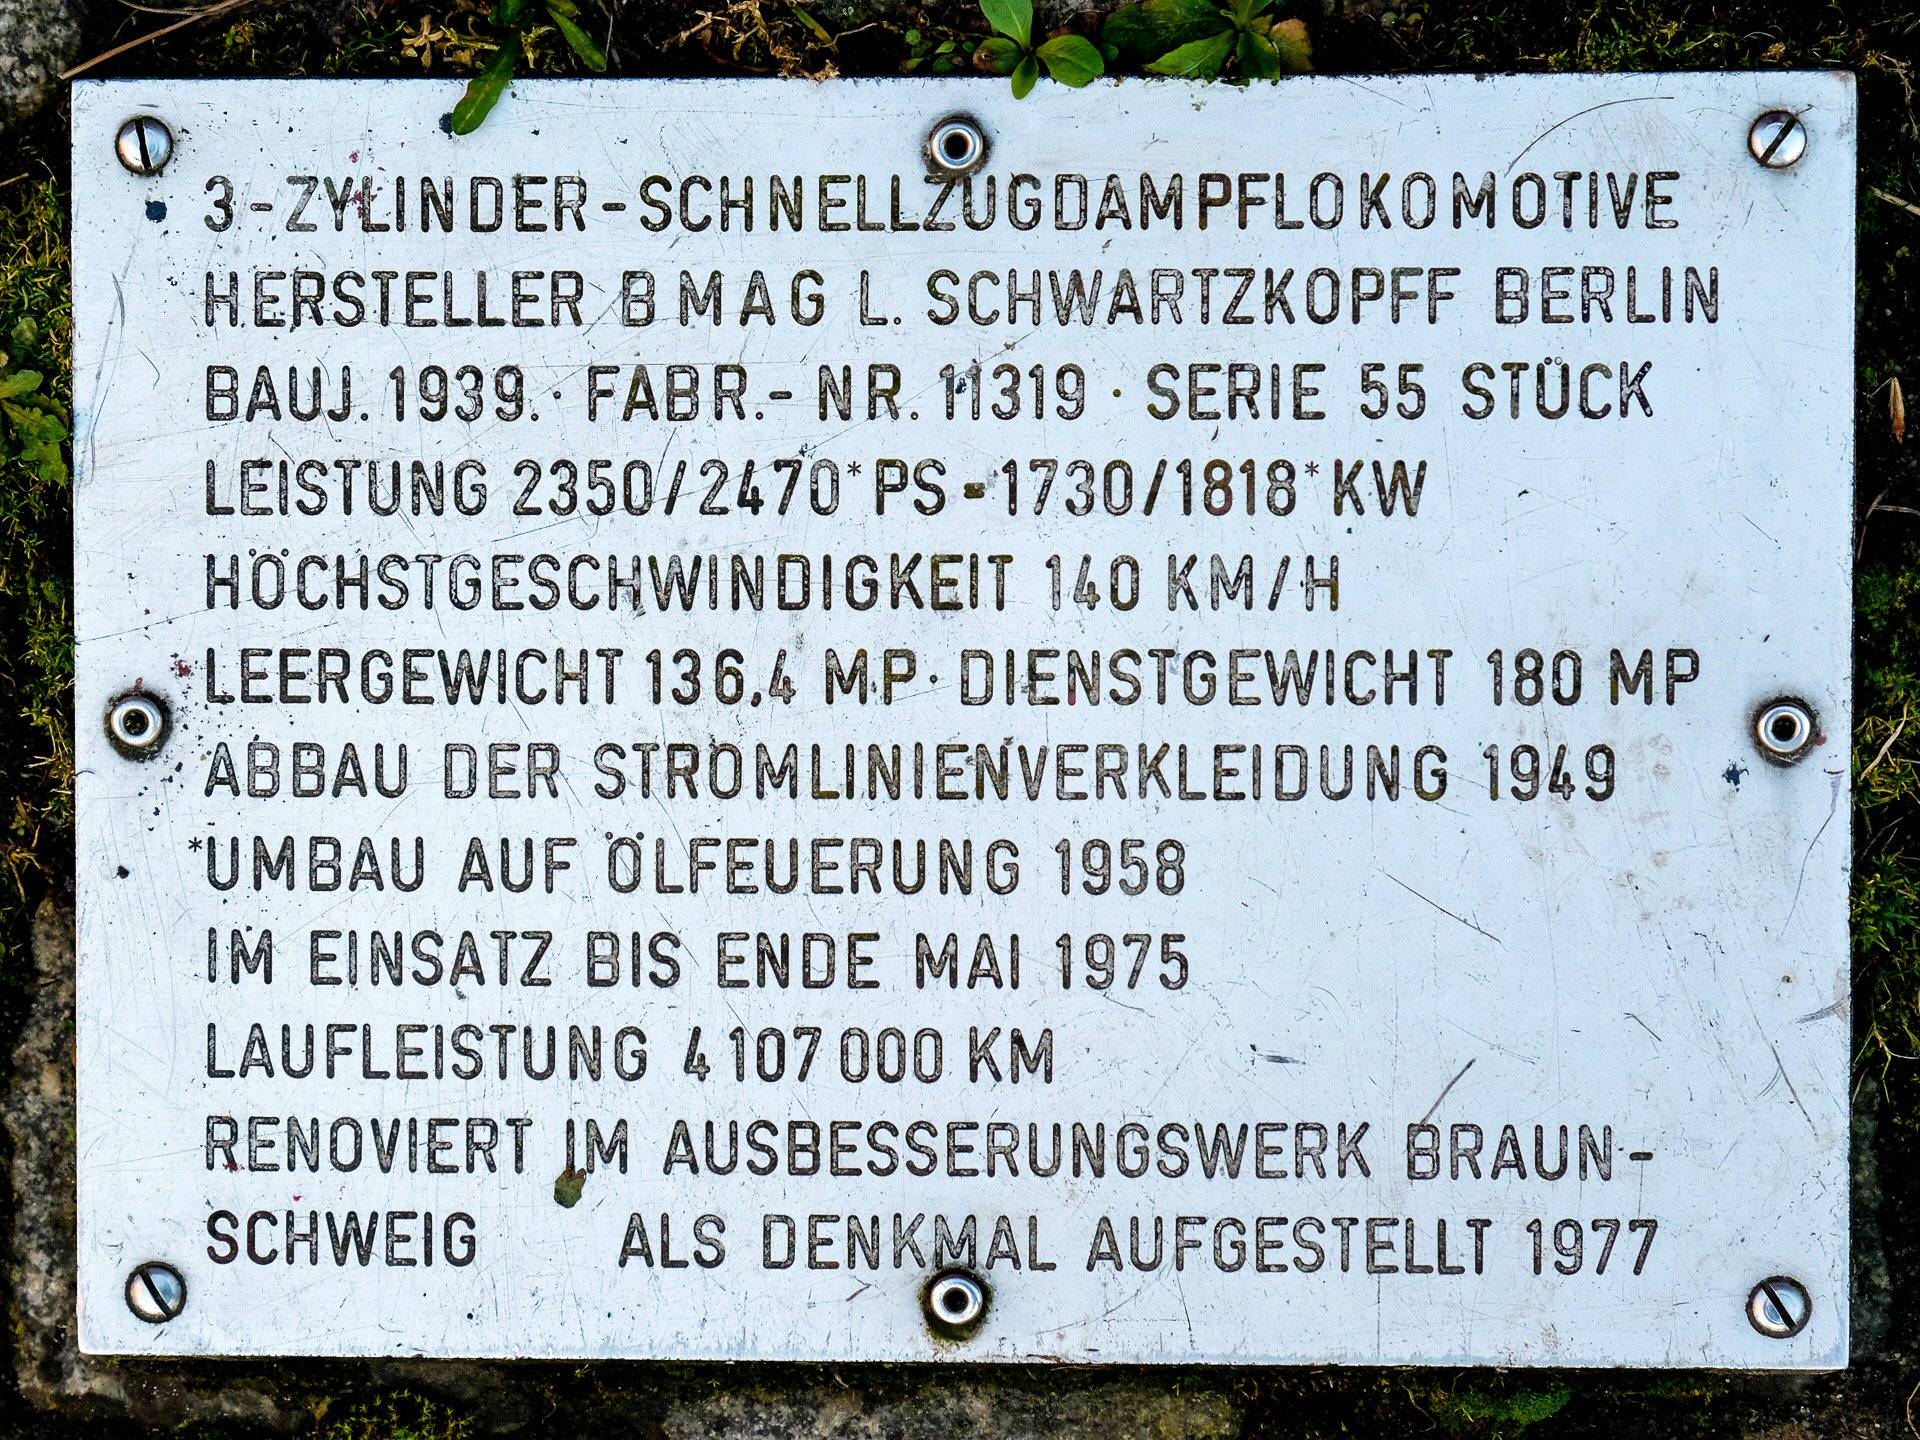 3-ZYLINDER-SCHNELLZUGDAMPFLOKOMOTIVE
HERSTELLER BMAG L. SCHWARTZKOPFF BERLIN
BAUJ. 1939. · FABR.- NR. 11319 · SERIE 55 STÜCK
LEISTUNG 2350/2470* PS = 1730/1818* KW
HÖCHSTGESCHWINDIGKEIT 140 KM/H
LEERGEWICHT 136,4 MP · DIENSTGEWICHT 180 MP
ABBAU DER STROMLINIENVERKLEIDUNG 1949
*UMBAU AUF ÖLFEUERUNG 1958
IM EINSATZ BIS ENDE MAI 1975
LAUFLEISTUNG 4 107 000 KM
RENOVIERT IM AUSBESSERUNGSWERK BRAUN-
SCHWEIG ALS DENKMAL AUFGESTELLT 1977